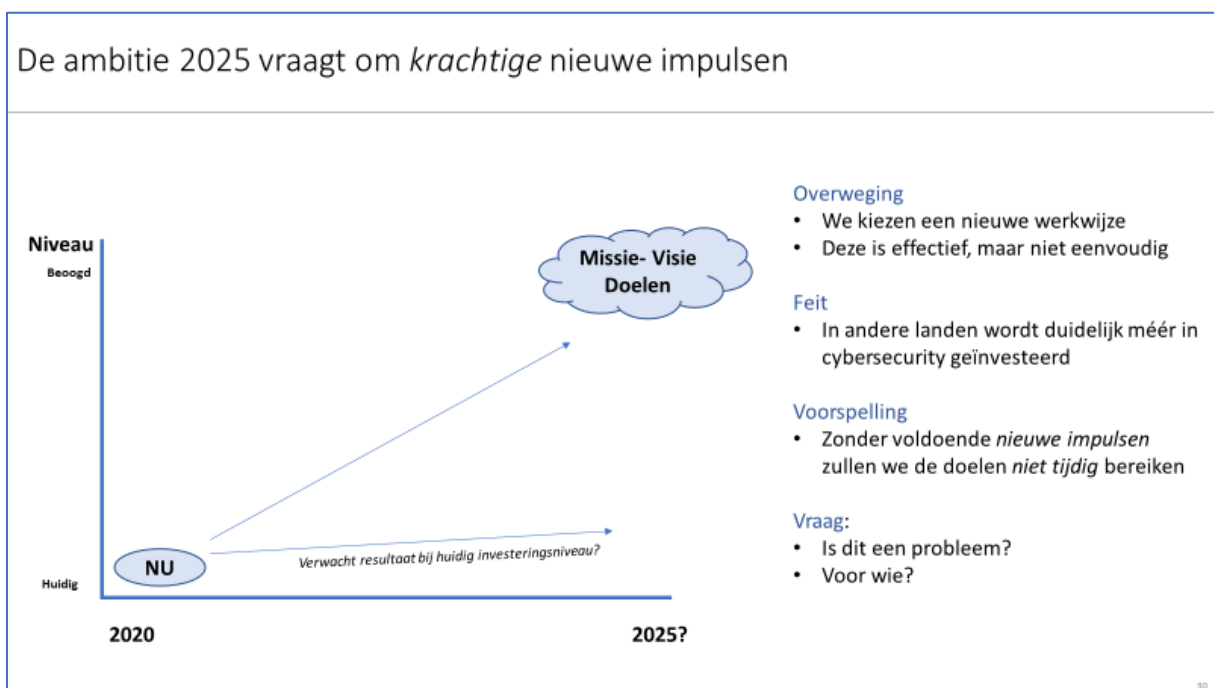 De ambitie 2025 vraagt om krachtige nieuwe impulsen
Niveau
Beoogd
Missie- Visie
Doelen
Verwacht resultaat bij huidig investeringsniveau?
NU
Huidig
2020
2025?
Overweging
• We kiezen een nieuwe werkwijze
• Deze is effectief, maar niet eenvoudig
Feit
• In andere landen wordt duidelijk méér in
cybersecurity geïnvesteerd
Voorspelling
• Zonder voldoende nieuwe impulsen
zullen we de doelen niet tijdig bereiken
Vraag:
• Is dit een probleem?
• Voor wie?